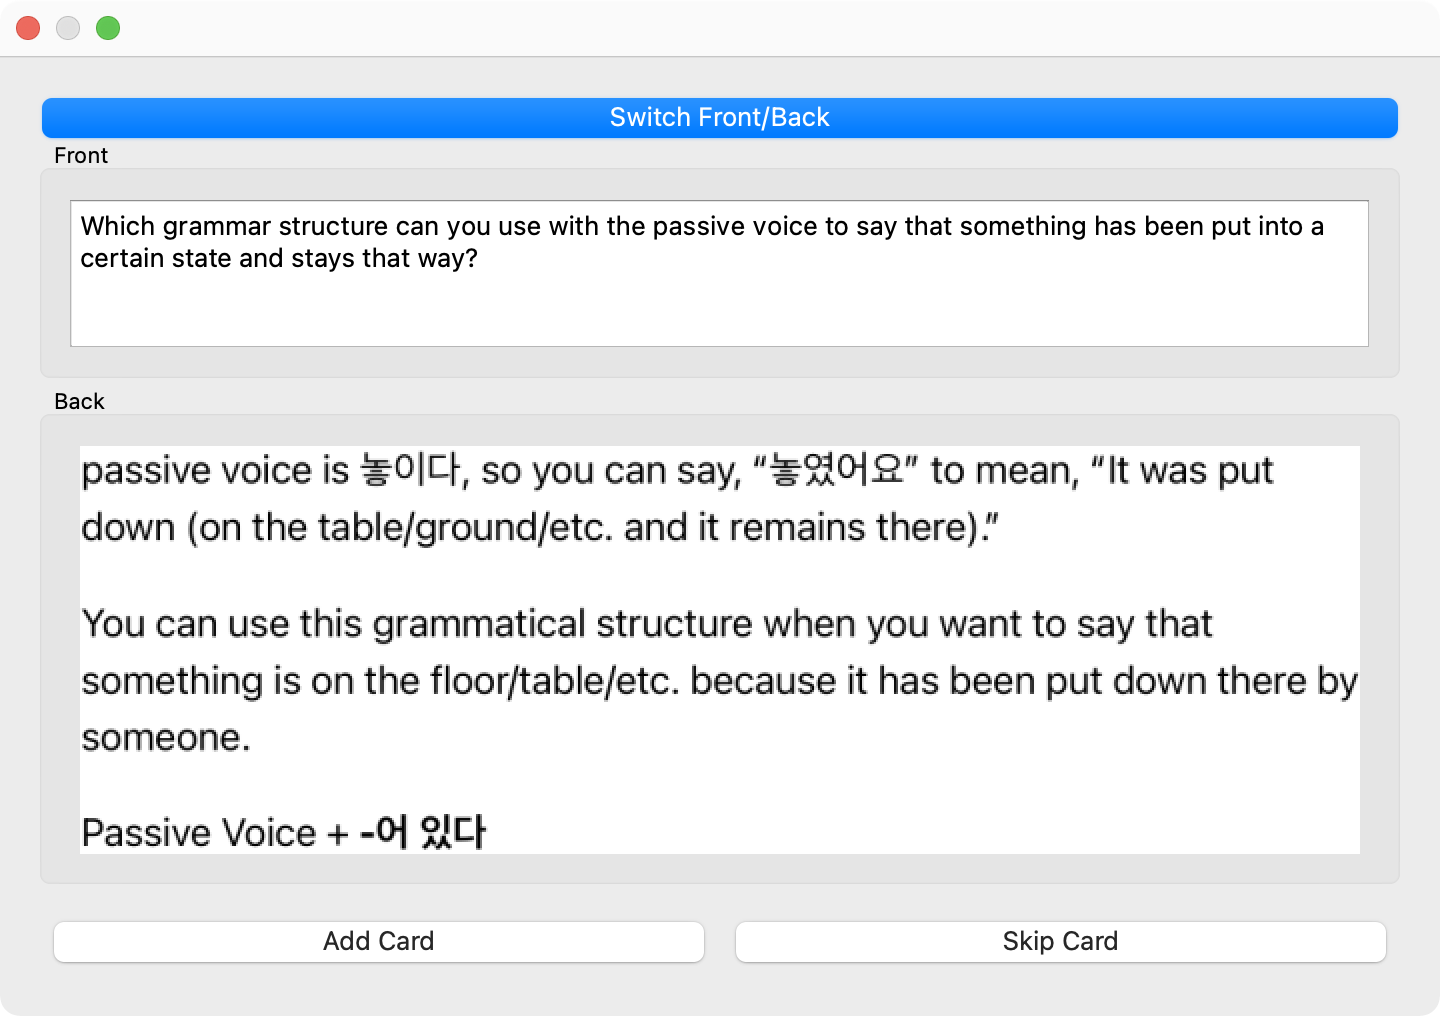 Switch Front/Back
Front
Which grammar structure can you use with the passive voice to say that something has been put into a
certain state and stays that way?
Back
passive voice is 놓이다, so you can say, “놓였어요” to mean, “It was put
down (on the table/ground/etc. and it remains there).”
You can use this grammatical structure when you want to say that
something is on the floor/table/etc. because it has been put down there by
someone.
Passive Voice + -어 있다
Add Card
Skip Card